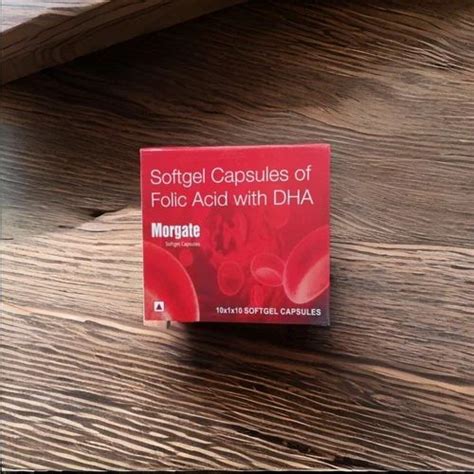 Softgel Capsules of
Folic Acid with DHA
Morgate
Softgel Capsules
10x1x10 SOFTGEL CAPSULES